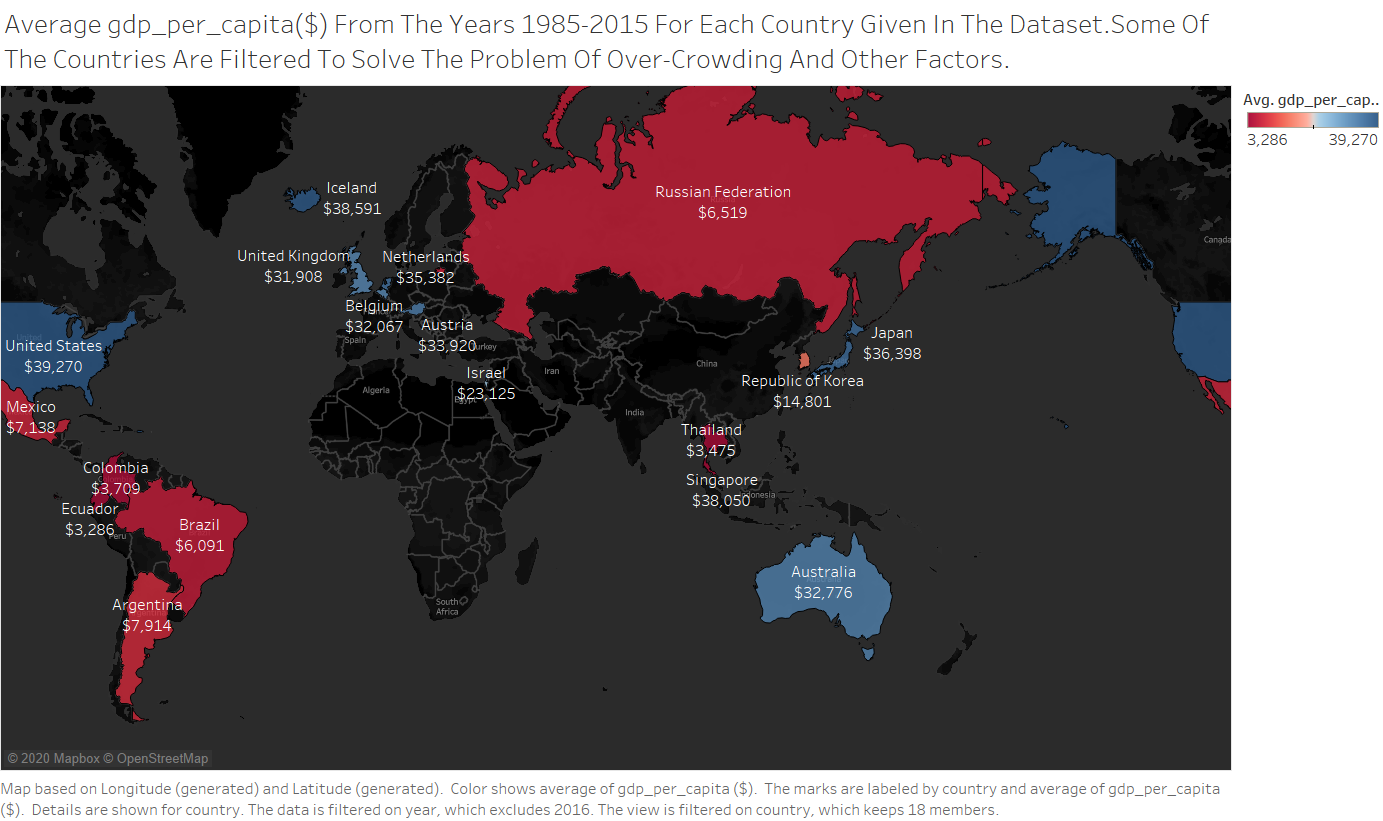 Average gdp_per_capita($) From The Years 1985-2015 For Each Country Given In The Dataset.Some Of
The Countries Are Filtered To Solve The Problem Of Over-Crowding And Other Factors.
Avg. gdp_per_cap..
3,286 39,270
Iceland
$38,591
Russian Federation
$6,519
United Kingdom
$31,908
Netherlands
$35,382
Canada
Belgium
$32,067
Spain
Austria
$33,920
urkey
United States
$39,270
Japan
$36,398
China
Iran
Israel
$23,125
Egypt
Algeria
Republic of Korea
$14,801
India
Mexico
$7,138
Thailand
$3,475
Colombia
$3,709
Singapore
$38,050
onesia
Ecuador
$3,286
Peru
Brazil
$6,091
Australia
$32,776
South
Africa
Argentina
$7,914
© 2020 Mapbox © OpenStreetMap
Map based on Longitude (generated) and Latitude (generated).  Color shows average of gdp_per_capita ($).  The marks are labeled by country and average of gdp_per_capita
($).  Details are shown for country. The data is filtered on year, which excludes 2016. The view is filtered on country, which keeps 18 members.